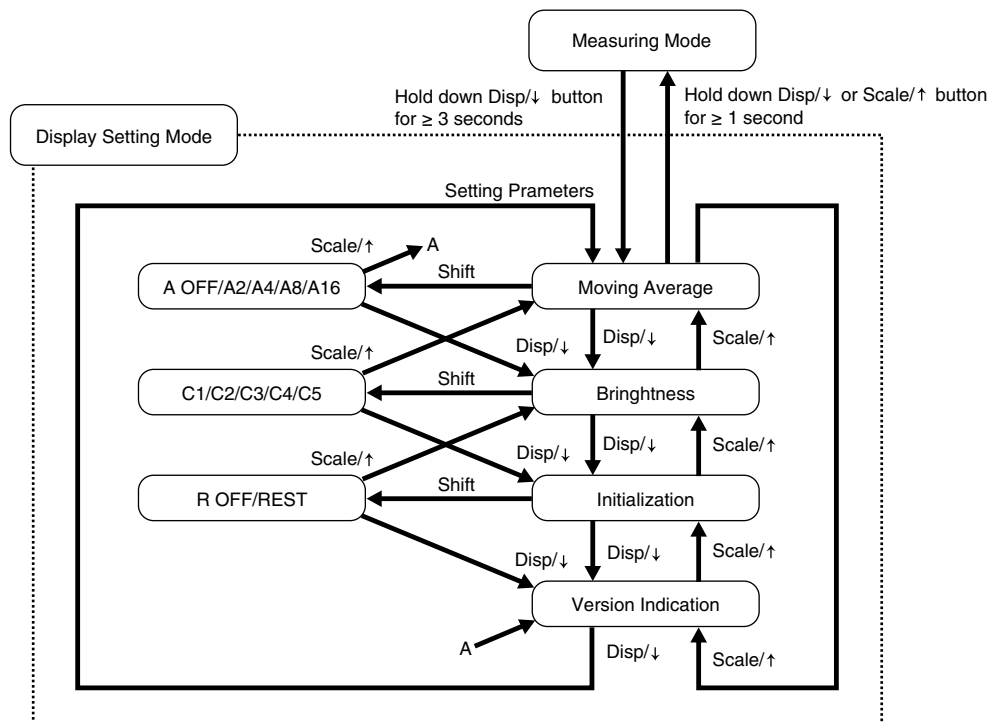 Measuring Mode
Hold down Disp/↓ button
for ≥ 3 seconds
Hold down Disp/↓ or Scale/↑ button
for ≥ 1 second
Display Setting Mode
Setting Prameters
Scale/↑
A
A OFF/A2/A4/A8/A16
Shift
Moving Average
Scale/↑
Disp/↓
Disp/↓
Scale/↑
C1/C2/C3/C4/C5
Shift
Bringhtness
Scale/↑
Disp/↓
Disp/↓
Scale/↑
R OFF/REST
Shift
Initialization
Disp/↓
Disp/↓
Scale/↑
Version Indication
A
Disp/↓
Scale/↑